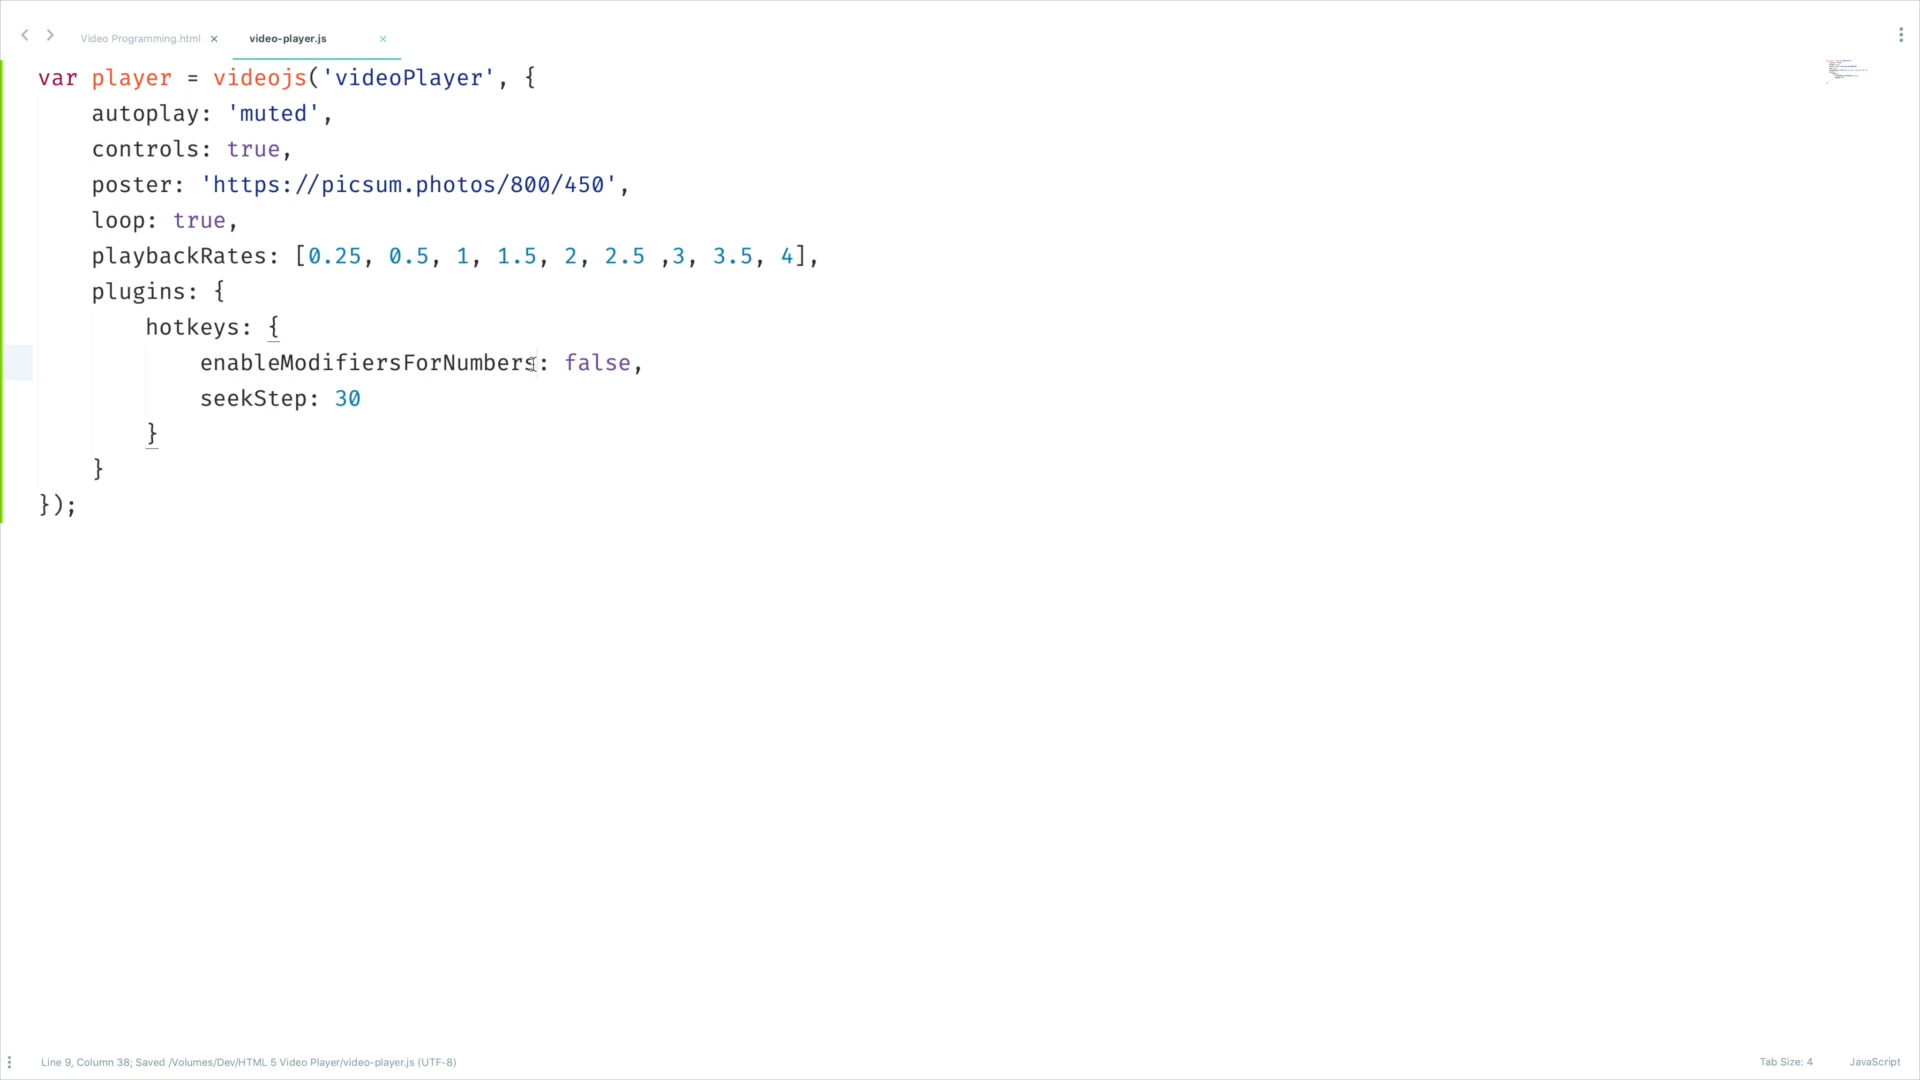 Video Programming.html × video-player.js ×
var player = videojs('videoPlayer', {
    autoplay: 'muted',
    controls: true,
    poster: 'https://picsum.photos/800/450',
    loop: true,
    playbackRates: [0.25, 0.5, 1, 1.5, 2, 2.5 ,3, 3.5, 4],
    plugins: {
        hotkeys: {
            enableModifiersForNumbers: false,
            seekStep: 30
        }
    }
});
Line 9, Column 38; Saved /Volumes/Dev/HTML 5 Video Player/video-player.js (UTF-8) Tab Size: 4 JavaScript